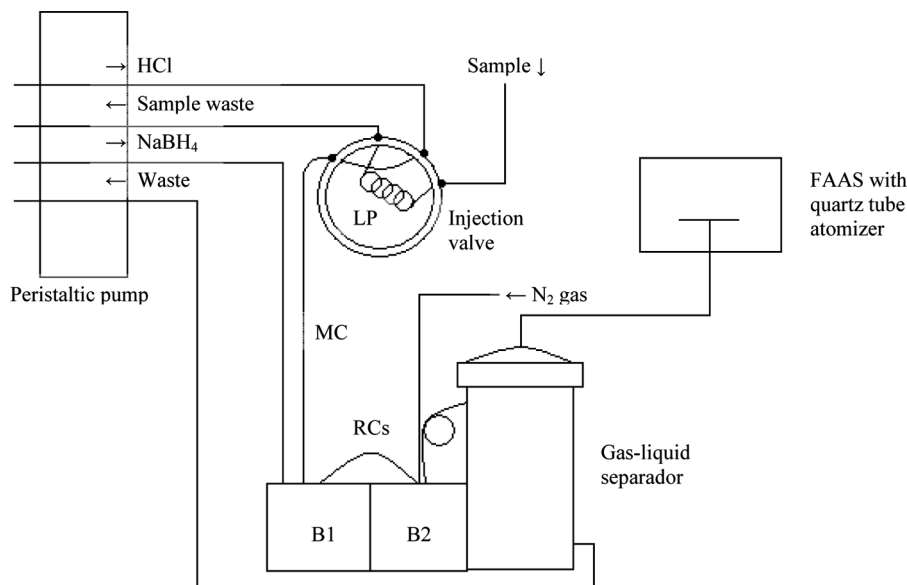 → HCl
← Sample waste
→ NaBH₄
← Waste
Peristaltic pump
Sample ↓
LP
Injection
valve
FAAS with
quartz tube
atomizer
← N₂ gas
MC
RCs
Gas-liquid
separador
B1
B2